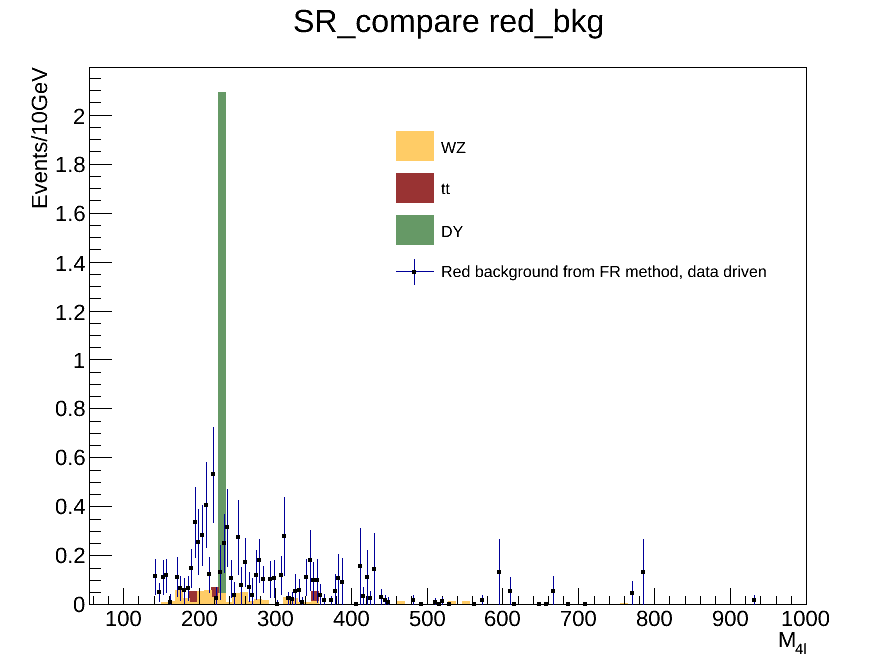 SR_compare red_bkg
Events/10GeV
2
1.8
1.6
1.4
1.2
1
0.8
0.6
0.4
0.2
0
WZ
tt
DY
Red background from FR method, data driven
100 200 300 400 500 600 700 800 900 1000
M4l